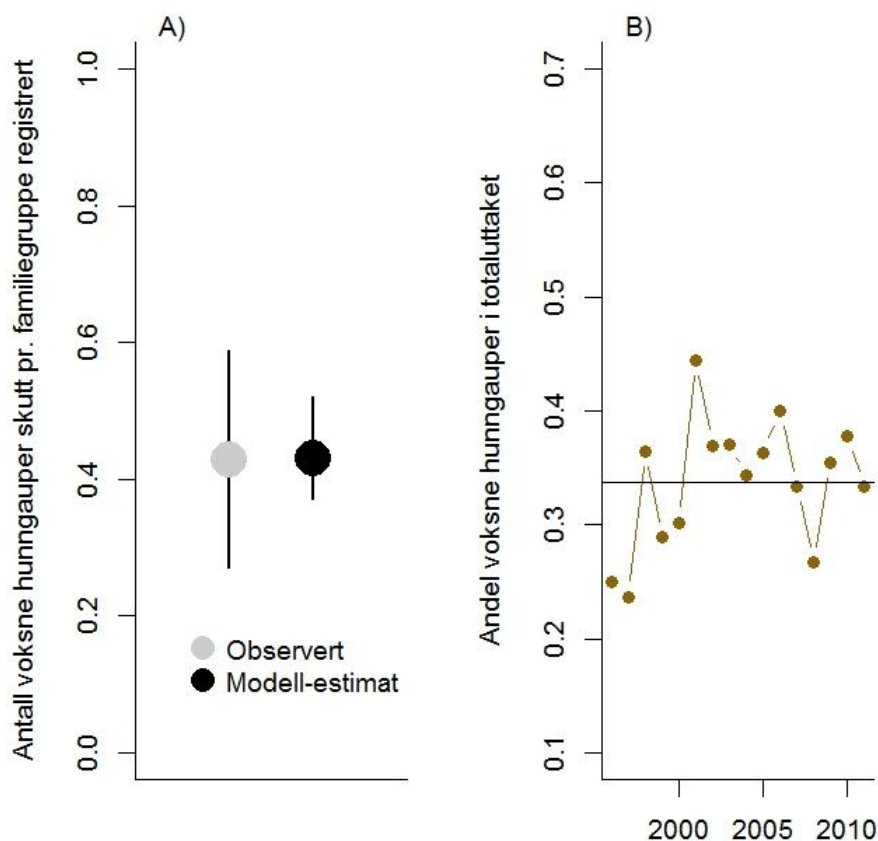 A)
Antall voksne hunngauper skutt pr. familiegruppe registrert
1.0
0.8
0.6
0.4
0.2
0.0
Observert
Modell-estimat
B)
Andel voksne hunngauper i totaluttaket
0.7
0.6
0.5
0.4
0.3
0.2
0.1
2000 2005 2010